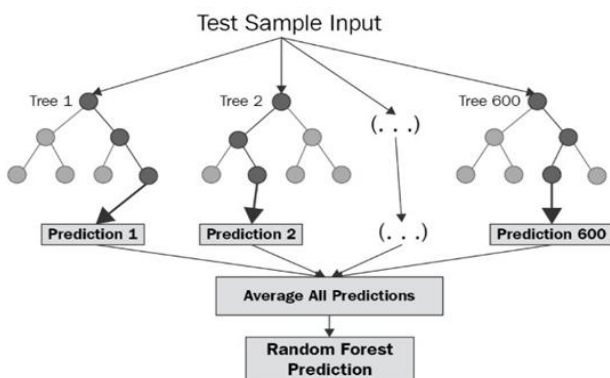 Test Sample Input
Tree 1
Tree 2
(. . .)
Tree 600
Prediction 1
Prediction 2
(. . .)
Prediction 600
Average All Predictions
Random Forest
Prediction